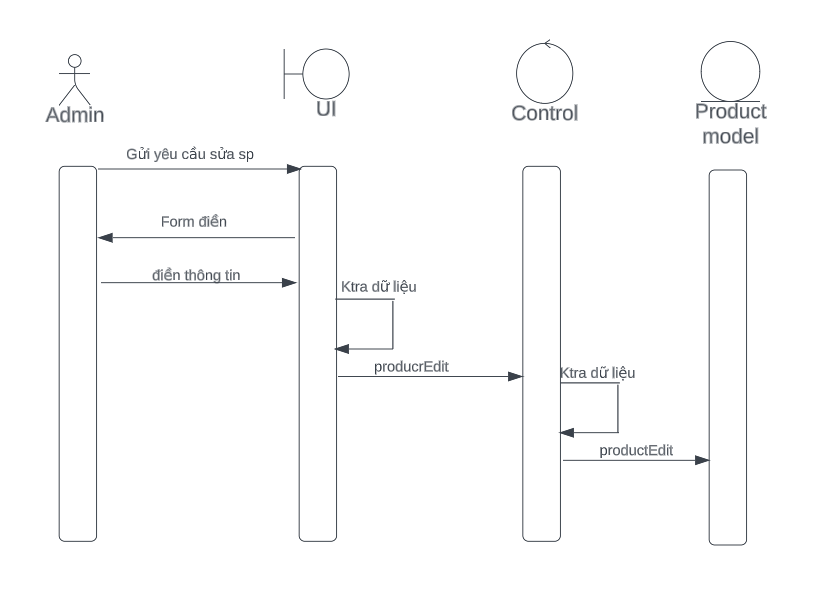 Admin
UI
Control
Product
model
Gửi yêu cầu sửa sp
Form điền
điền thông tin
Ktra dữ liệu
producrEdit
Ktra dữ liệu
productEdit